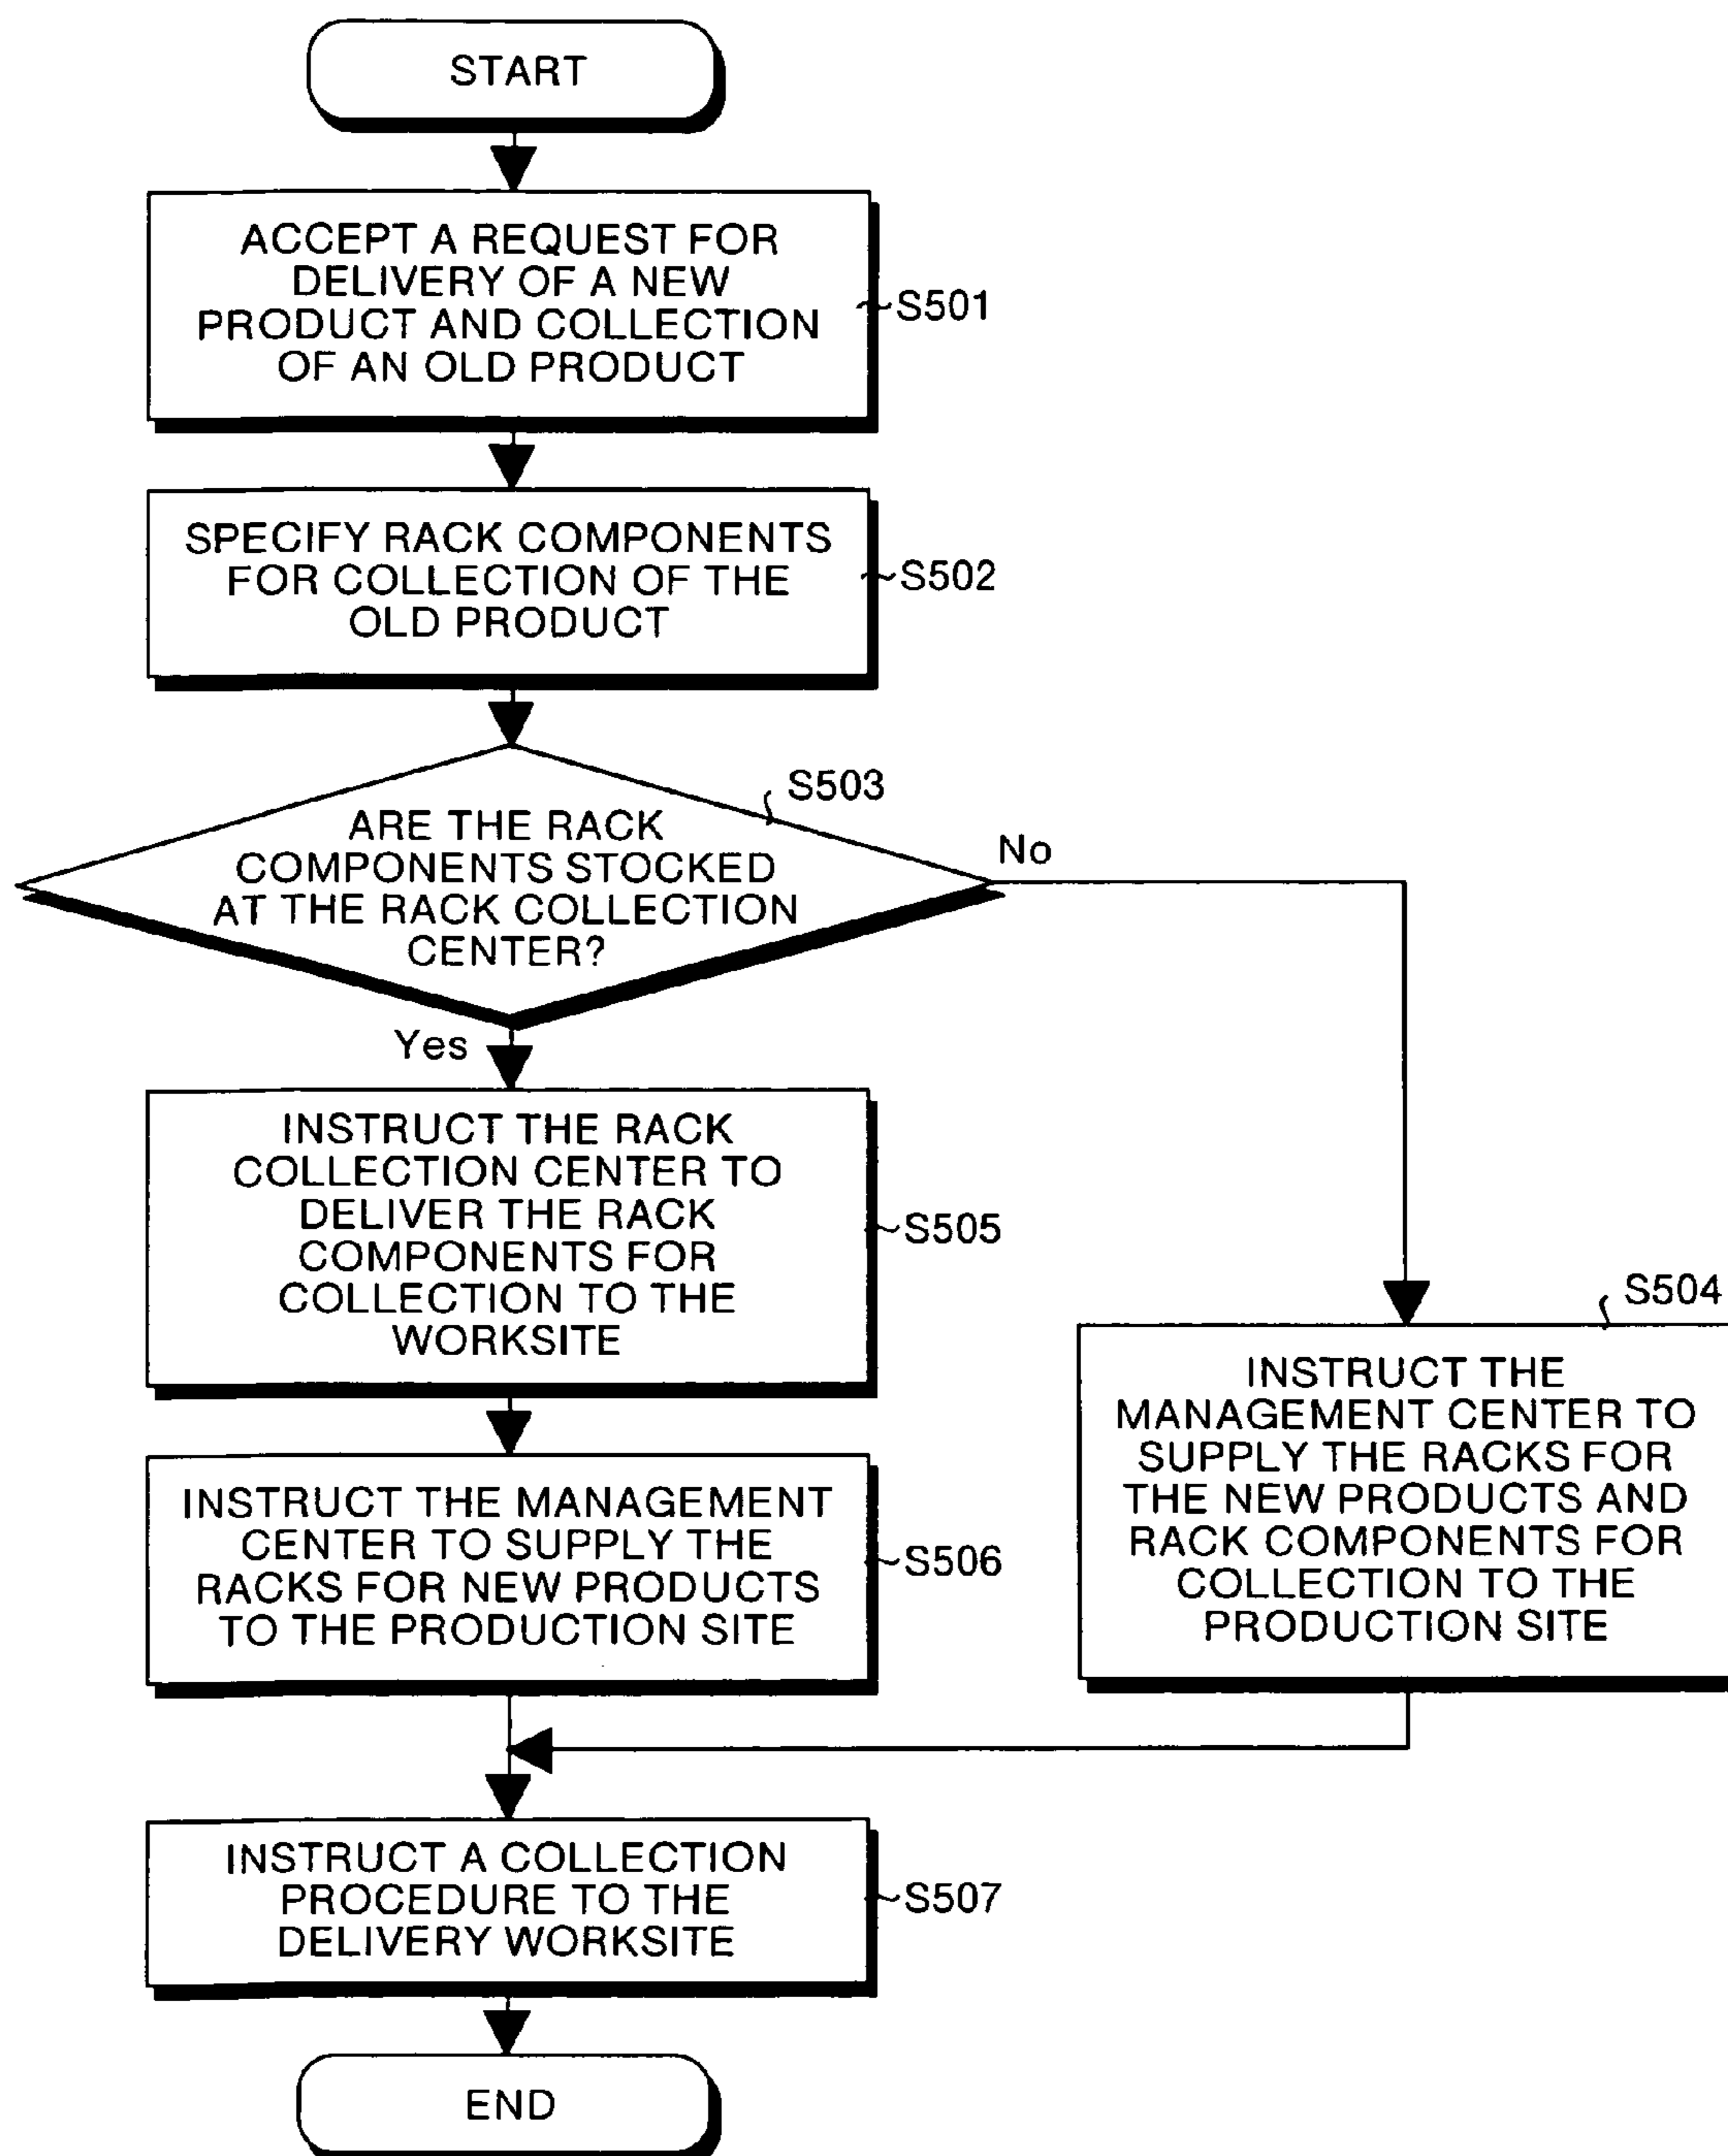 START
ACCEPT A REQUEST FOR
DELIVERY OF A NEW
PRODUCT AND COLLECTION
OF AN OLD PRODUCT
S501
SPECIFY RACK COMPONENTS
FOR COLLECTION OF THE
OLD PRODUCT
S502
S503
ARE THE RACK
COMPONENTS STOCKED
AT THE RACK COLLECTION
CENTER?
No
Yes
INSTRUCT THE RACK
COLLECTION CENTER TO
DELIVER THE RACK
COMPONENTS FOR
COLLECTION TO THE
WORKSITE
S505
S504
INSTRUCT THE
MANAGEMENT CENTER TO
SUPPLY THE RACKS FOR
THE NEW PRODUCTS AND
RACK COMPONENTS FOR
COLLECTION TO THE
PRODUCTION SITE
INSTRUCT THE MANAGEMENT
CENTER TO SUPPLY THE
RACKS FOR NEW PRODUCTS
TO THE PRODUCTION SITE
S506
INSTRUCT A COLLECTION
PROCEDURE TO THE
DELIVERY WORKSITE
S507
END